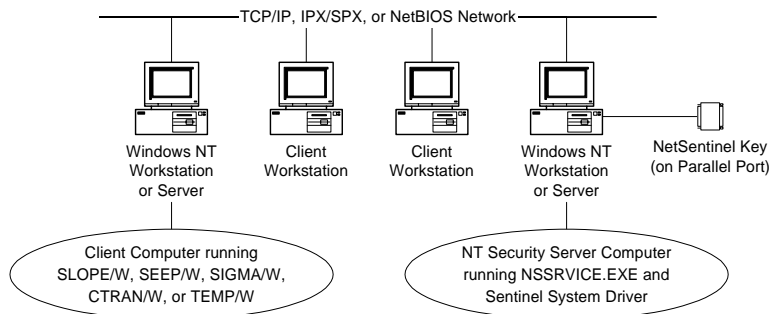 TCP/IP, IPX/SPX, or NetBIOS Network
Windows NT
Workstation
or Server
Client
Workstation
Client
Workstation
Windows NT
Workstation
or Server
NetSentinel Key
(on Parallel Port)
Client Computer running
SLOPE/W, SEEP/W, SIGMA/W,
CTRAN/W, or TEMP/W
NT Security Server Computer
running NSSRVICE.EXE and
Sentinel System Driver